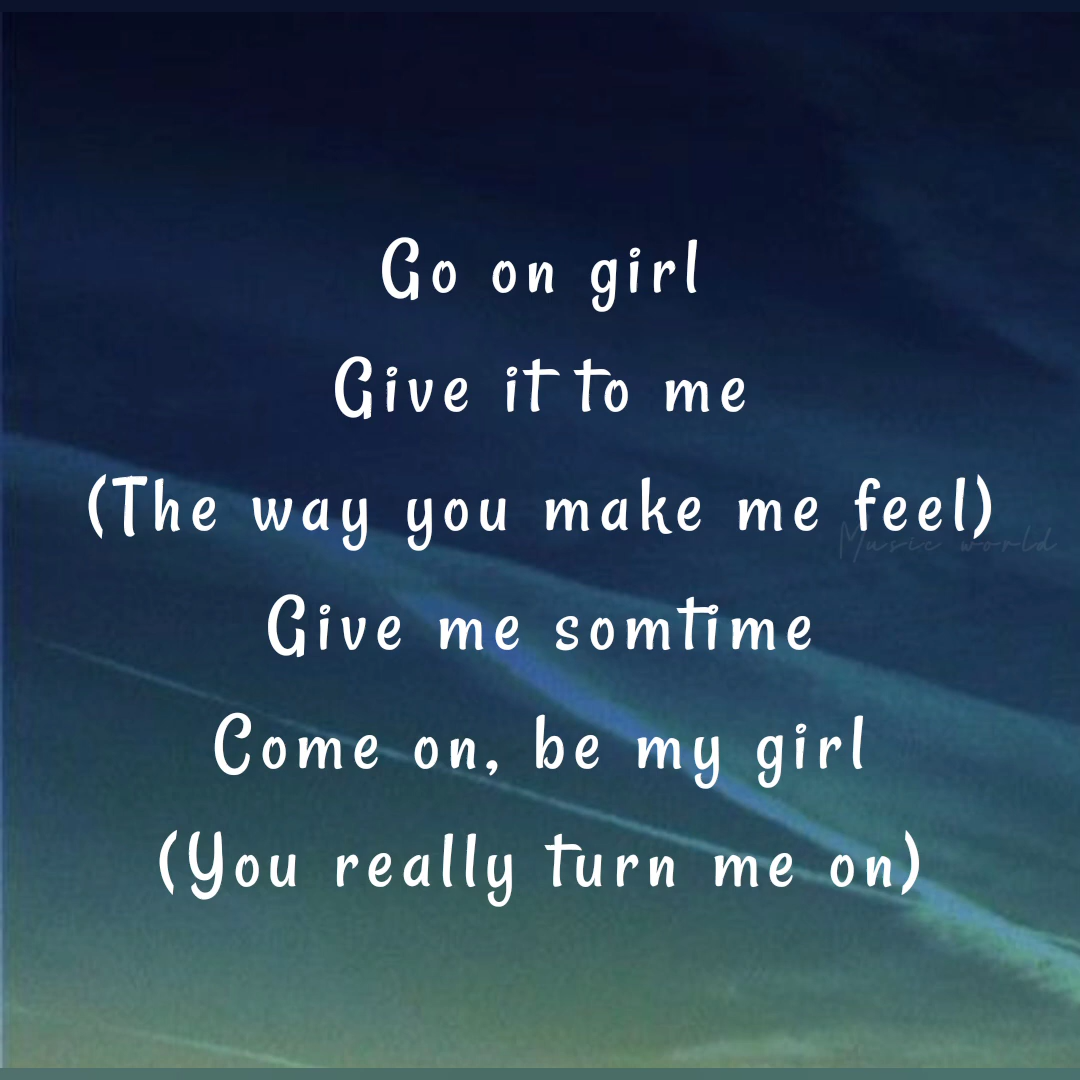 Go on girl
Give it to me
(The way you make me feel)
Music world
Give me somtime
Come on, be my girl
(You really turn me on)